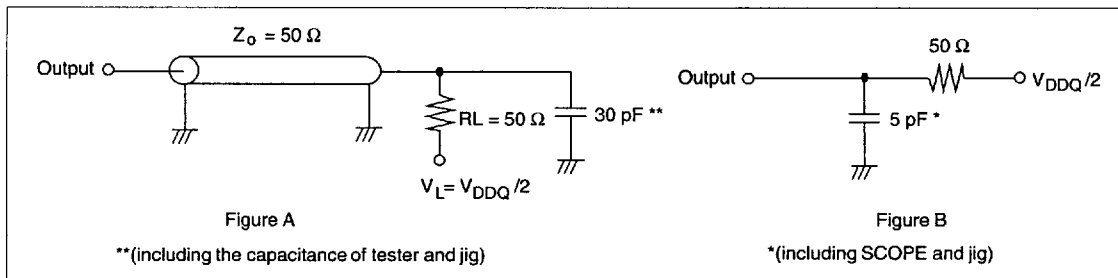 Z₀ = 50 Ω
Output
RL = 50 Ω
30 pF **
V_L= V_DDQ /2
Figure A
**(including the capacitance of tester and jig)
50 Ω
Output
V_DDQ/2
5 pF *
Figure B
*(including SCOPE and jig)